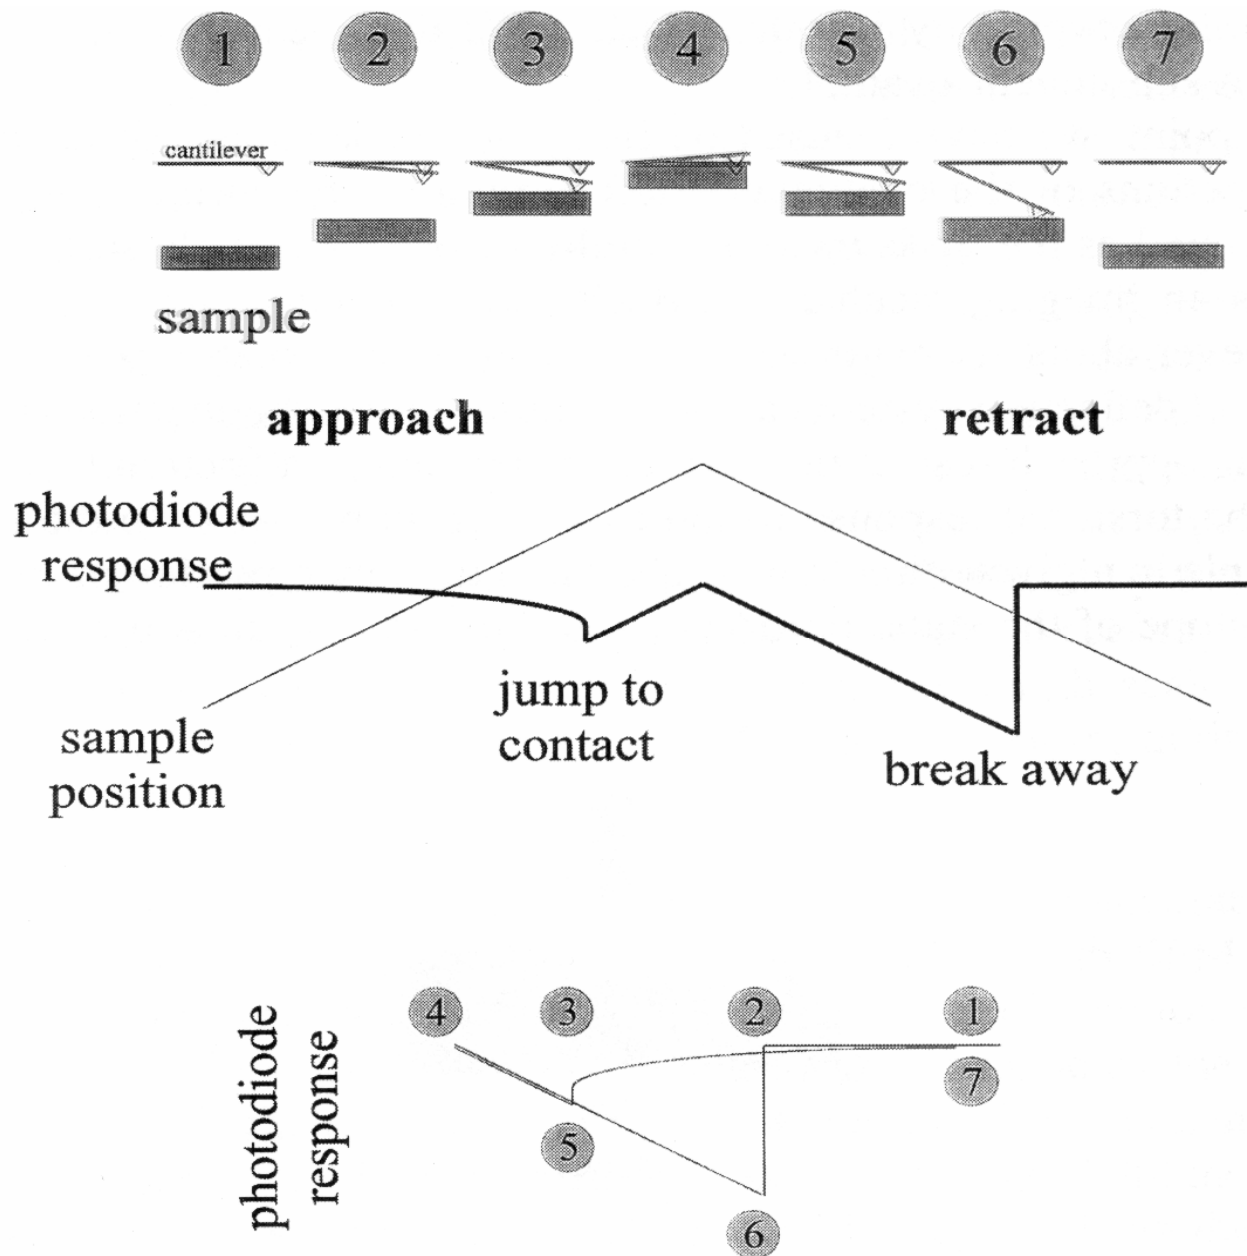 1 2 3 4 5 6 7
cantilever
sample
approach retract
photodiode
response
jump to
contact
sample
position
break away
4 3 2 1
7
5
6
photodiode
response